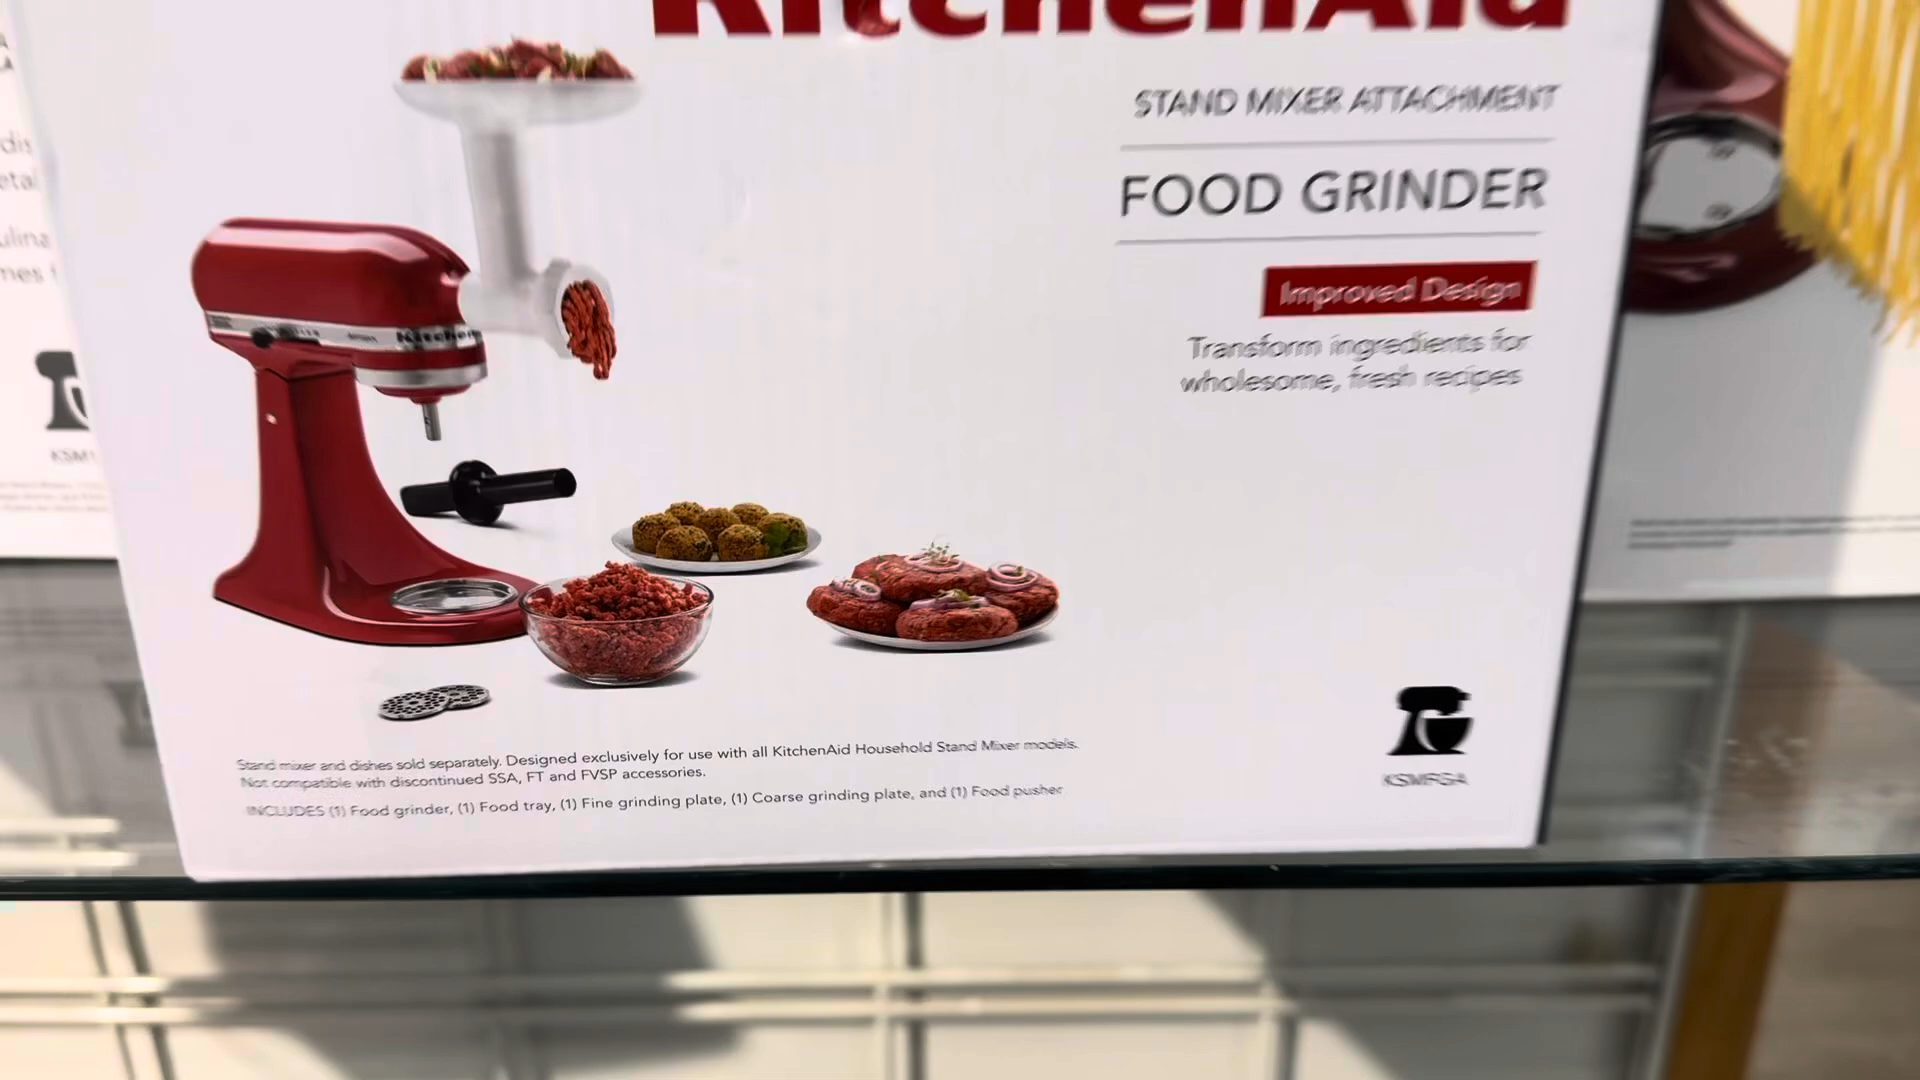 KitchenAid
STAND MIXER ATTACHMENT
FOOD GRINDER
Improved Design
Transform ingredients for
wholesome, fresh recipes
Stand mixer and dishes sold separately. Designed exclusively for use with all KitchenAid Household Stand Mixer models.
Not compatible with discontinued SSA, FT and FVSP accessories.
INCLUDES (1) Food grinder, (1) Food tray, (1) Fine grinding plate, (1) Coarse grinding plate, and (1) Food pusher